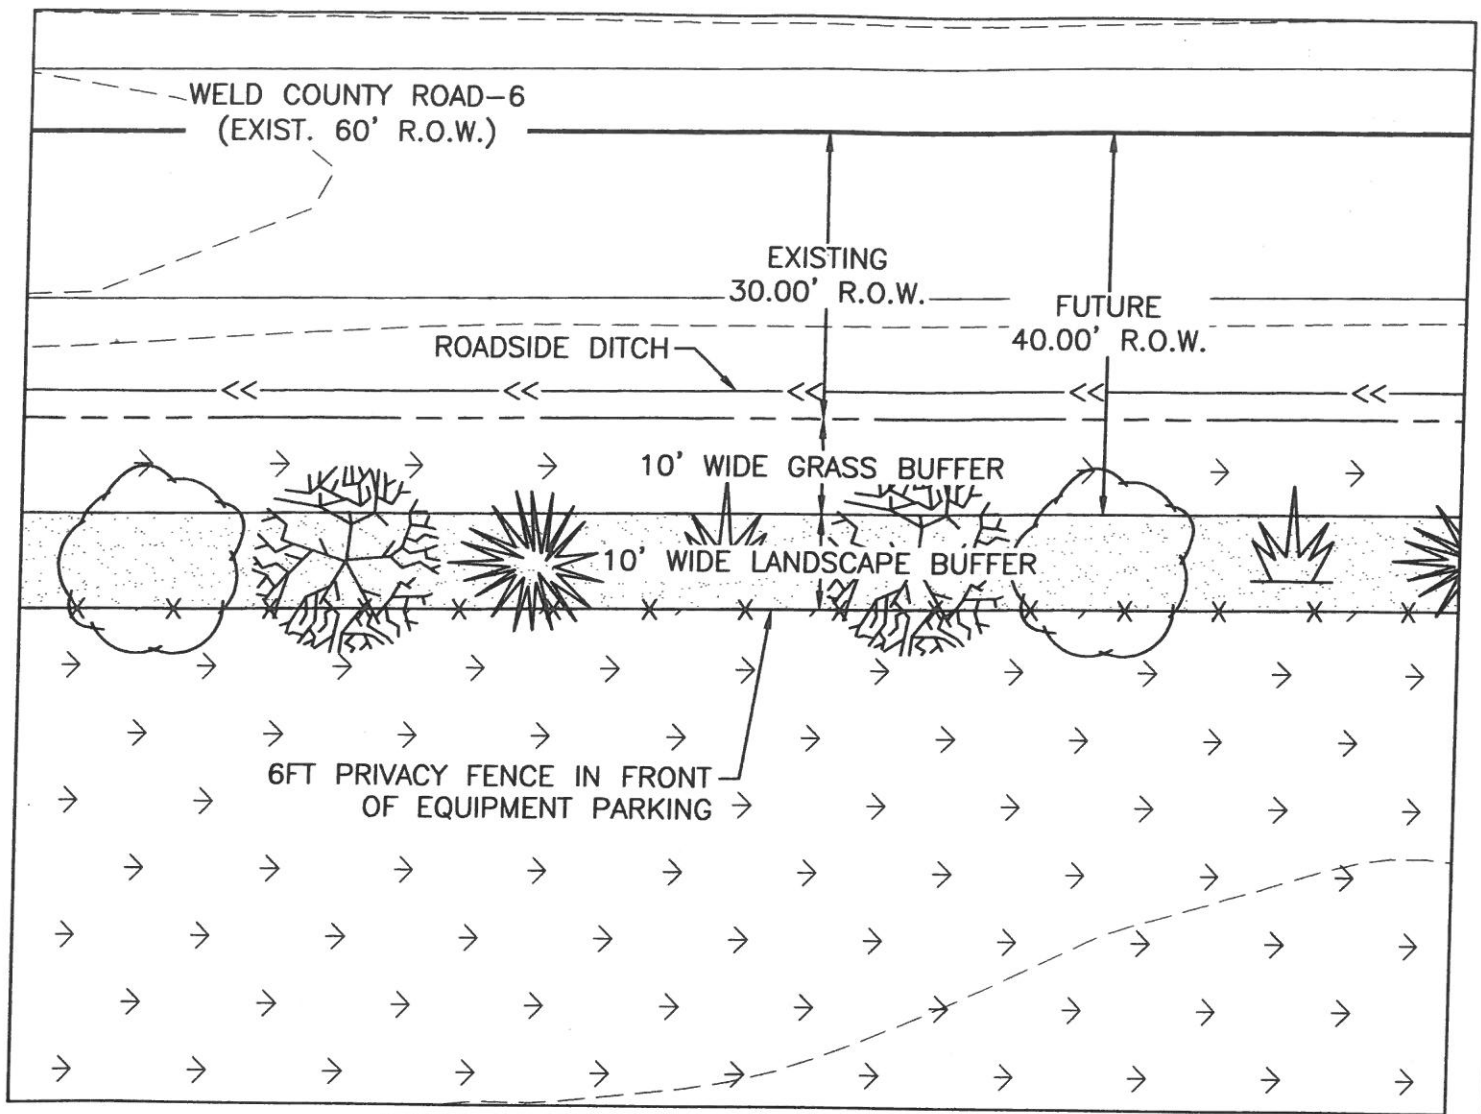 WELD COUNTY ROAD-6
(EXIST. 60' R.O.W.)
EXISTING
30.00' R.O.W.
FUTURE
40.00' R.O.W.
ROADSIDE DITCH
10' WIDE GRASS BUFFER
10' WIDE LANDSCAPE BUFFER
6FT PRIVACY FENCE IN FRONT
OF EQUIPMENT PARKING